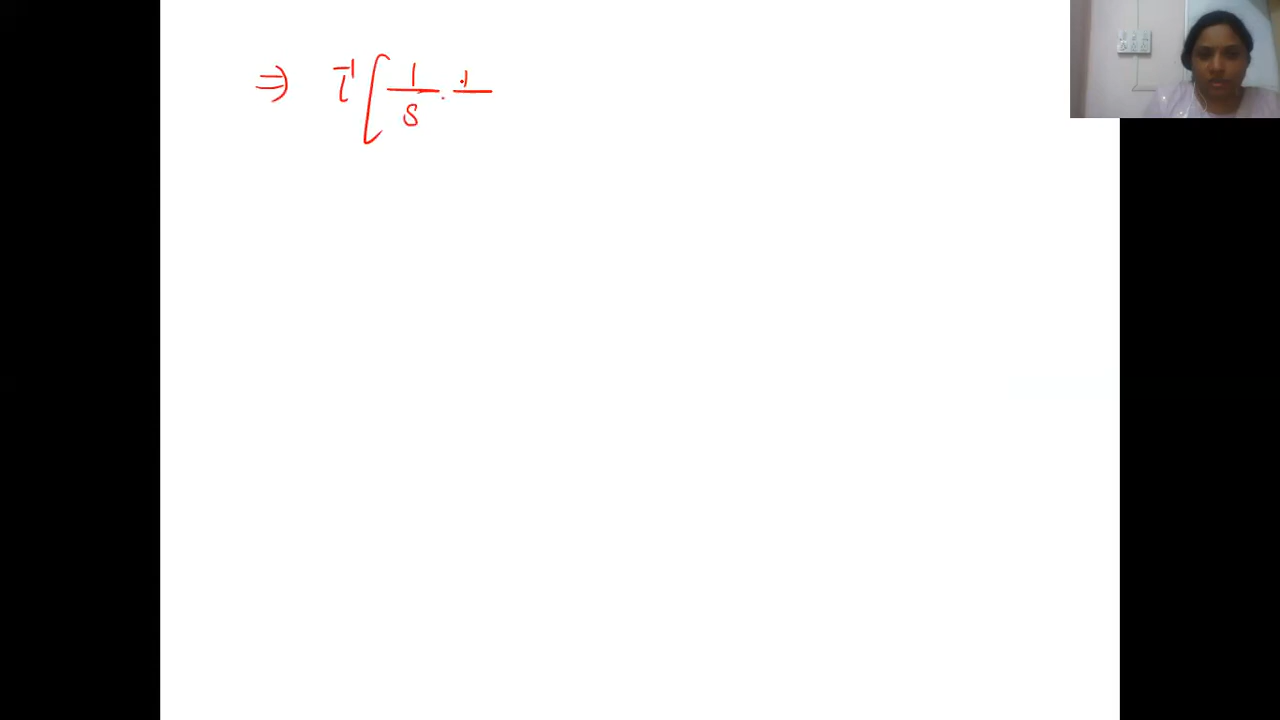 ⇒ L⁻¹ [ 1/s · 1/